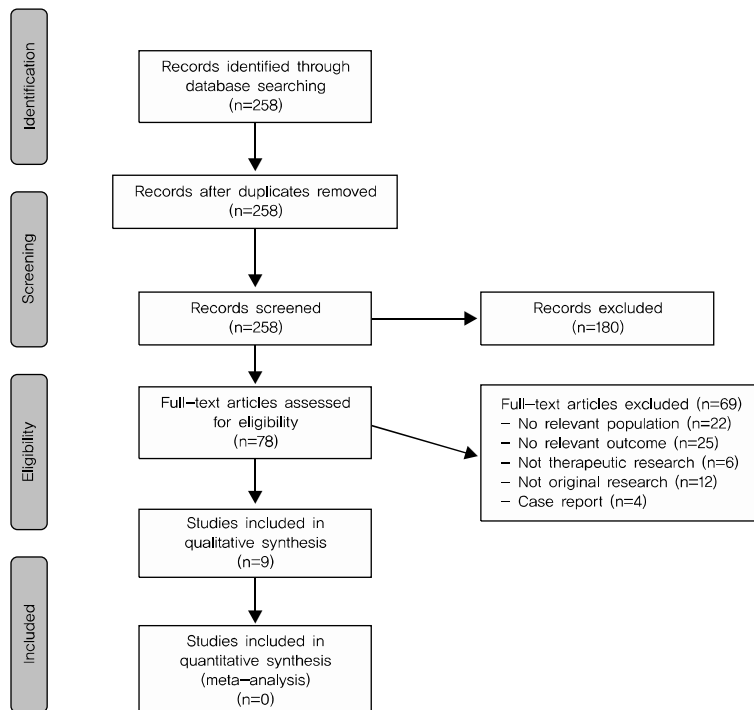 Identification
Records identified through
database searching
(n=258)
Records after duplicates removed
(n=258)
Screening
Records screened
(n=258)
Records excluded
(n=180)
Eligibility
Full-text articles assessed
for eligibility
(n=78)
Full-text articles excluded (n=69)
- No relevant population (n=22)
- No relevant outcome (n=25)
- Not therapeutic research (n=6)
- Not original research (n=12)
- Case report (n=4)
Studies included in
qualitative synthesis
(n=9)
Included
Studies included in
quantitative synthesis
(meta-analysis)
(n=0)